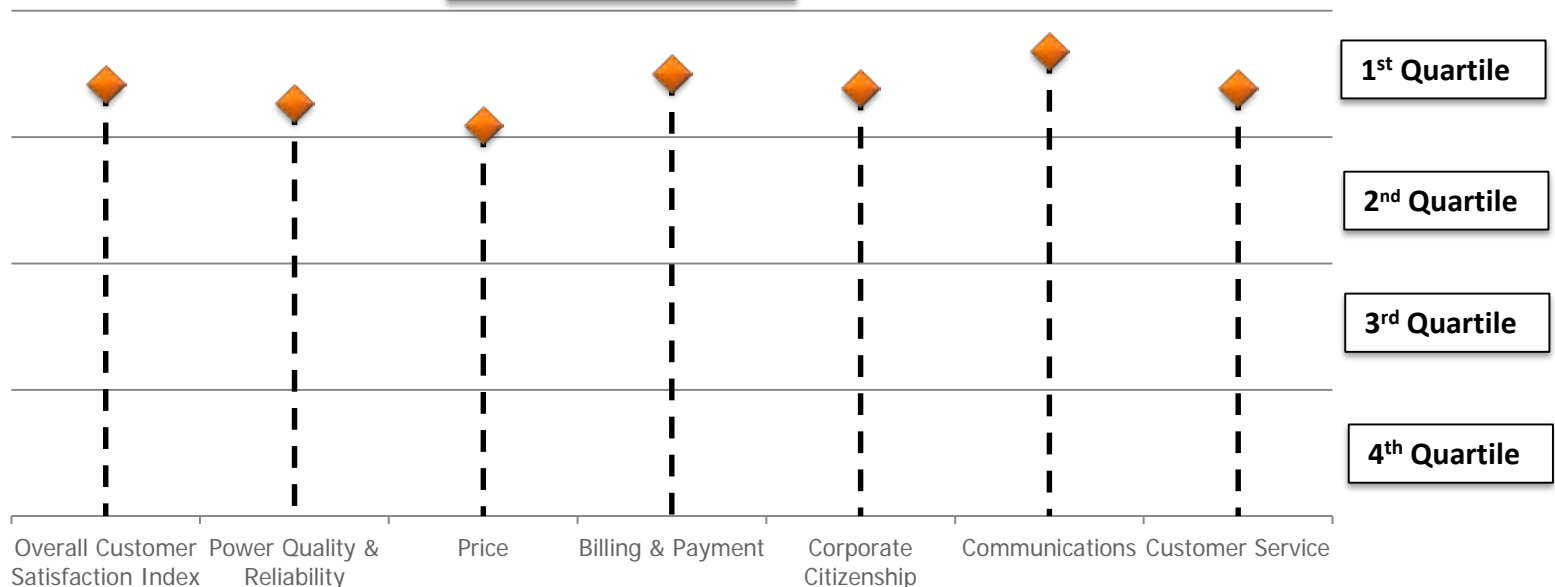 1st Quartile
2nd Quartile
3rd Quartile
4th Quartile
Overall Customer
Satisfaction Index
Power Quality &
Reliability
Price
Billing & Payment
Corporate
Citizenship
Communications
Customer Service